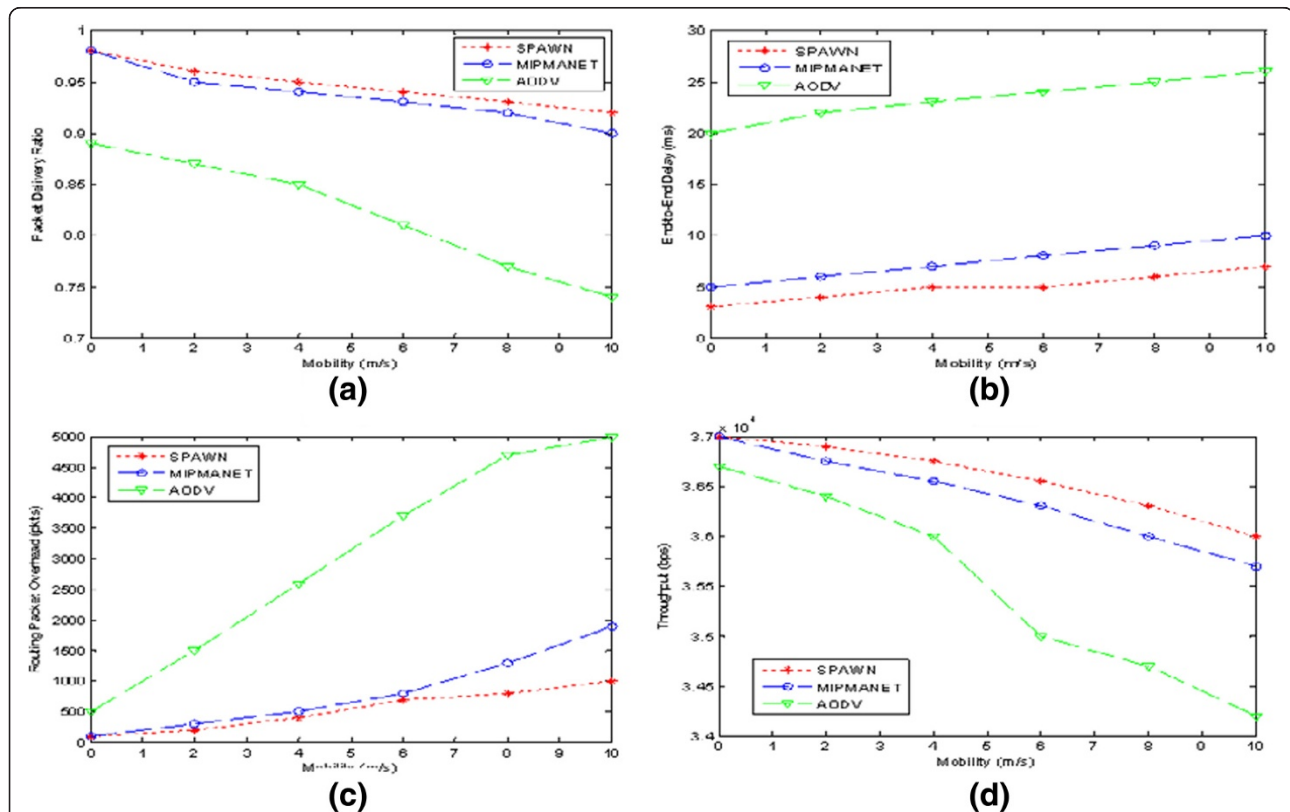 1
0.95
0.9
0.85
0.8
0.75
0.7
Packet Delivery Ratio
SPAWN
MIPMANET
AODV
0 1 2 3 4 5 6 7 8 9 10
Mobility (m/s)
(a)
30
25
20
15
10
5
0
End-to-End Delay (ms)
SPAWN
MIPMANET
AODV
0 1 2 3 4 5 6 7 8 9 10
Mobility (m/s)
(b)
5000
4500
4000
3500
3000
2500
2000
1500
1000
500
0
Routing Packet Overhead (pkts)
SPAWN
MIPMANET
AODV
0 1 2 3 4 5 6 7 8 9 10
Mobility (m/s)
(c)
× 10⁴
3.7
3.65
3.6
3.55
3.5
3.45
3.4
Throughput (bps)
SPAWN
MIPMANET
AODV
0 1 2 3 4 5 6 7 8 9 10
Mobility (m/s)
(d)